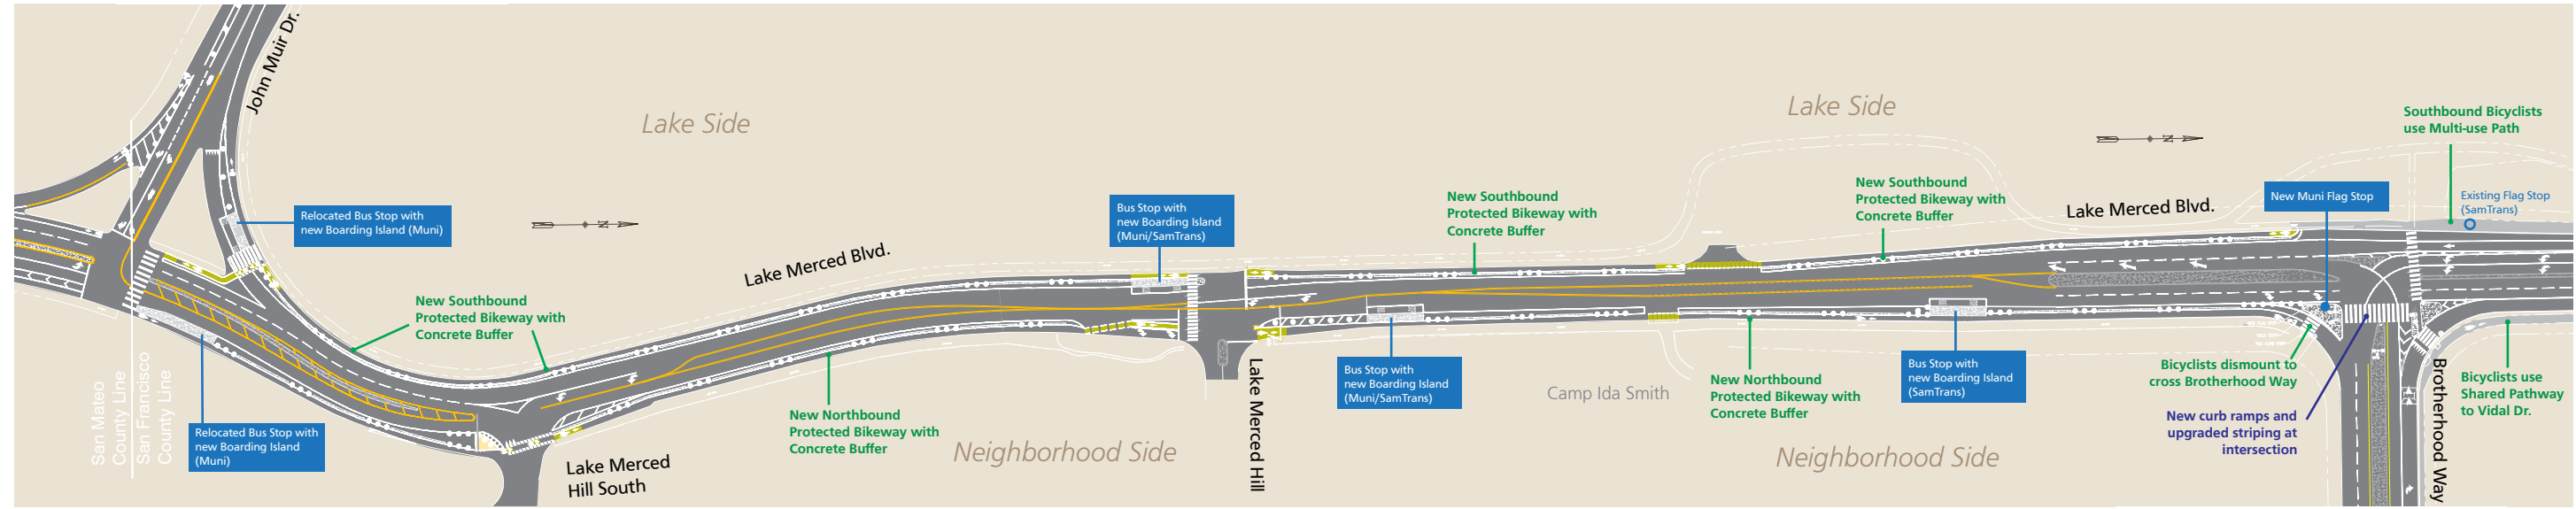 John Muir Dr.
Lake Side
Lake Side
Southbound Bicyclists
use Multi-use Path
Relocated Bus Stop with
new Boarding Island (Muni)
N
Bus Stop with
new Boarding Island
(Muni/SamTrans)
New Southbound
Protected Bikeway with
Concrete Buffer
New Southbound
Protected Bikeway with
Concrete Buffer
N
Lake Merced Blvd.
New Muni Flag Stop
Existing Flag Stop
(SamTrans)
Lake Merced Blvd.
New Southbound
Protected Bikeway with
Concrete Buffer
San Mateo
County Line
San Francisco
County Line
Relocated Bus Stop with
new Boarding Island
(Muni)
Lake Merced
Hill South
New Northbound
Protected Bikeway with
Concrete Buffer
Neighborhood Side
Lake Merced Hill
Bus Stop with
new Boarding Island
(Muni/SamTrans)
Camp Ida Smith
New Northbound
Protected Bikeway with
Concrete Buffer
Neighborhood Side
Bus Stop with
new Boarding Island
(SamTrans)
Bicyclists dismount to
cross Brotherhood Way
New curb ramps and
upgraded striping at
intersection
Brotherhood Way
Bicyclists use
Shared Pathway
to Vidal Dr.